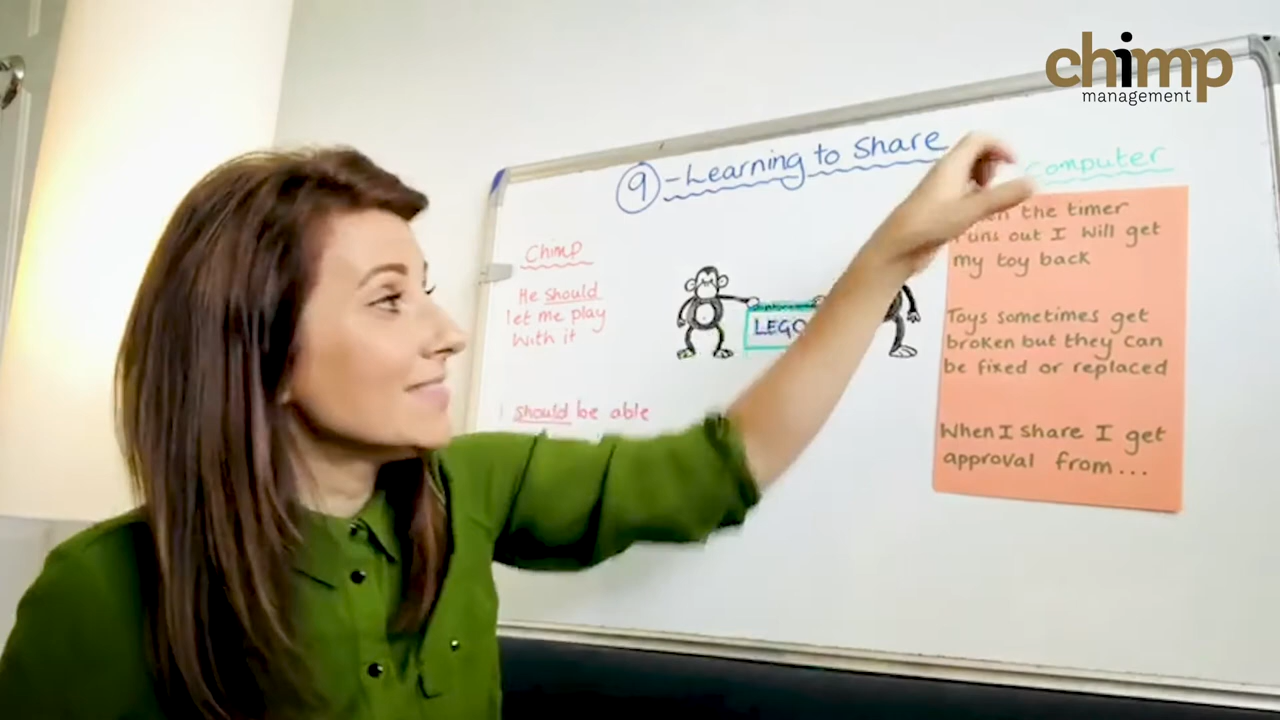 chimp
management
9 - Learning to Share
Computer
Chimp
He should
let me play
with it
should be able
LEGO
the timer
runs out I will get
my toy back
Toys sometimes get
broken but they can
be fixed or replaced
When I share I get
approval from...